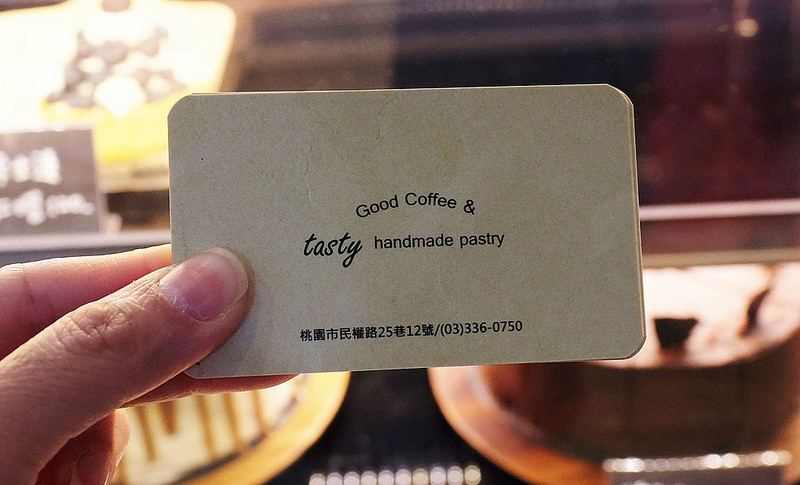 Good Coffee &
tasty handmade pastry
桃園市民權路25巷12號/(03)336-0750